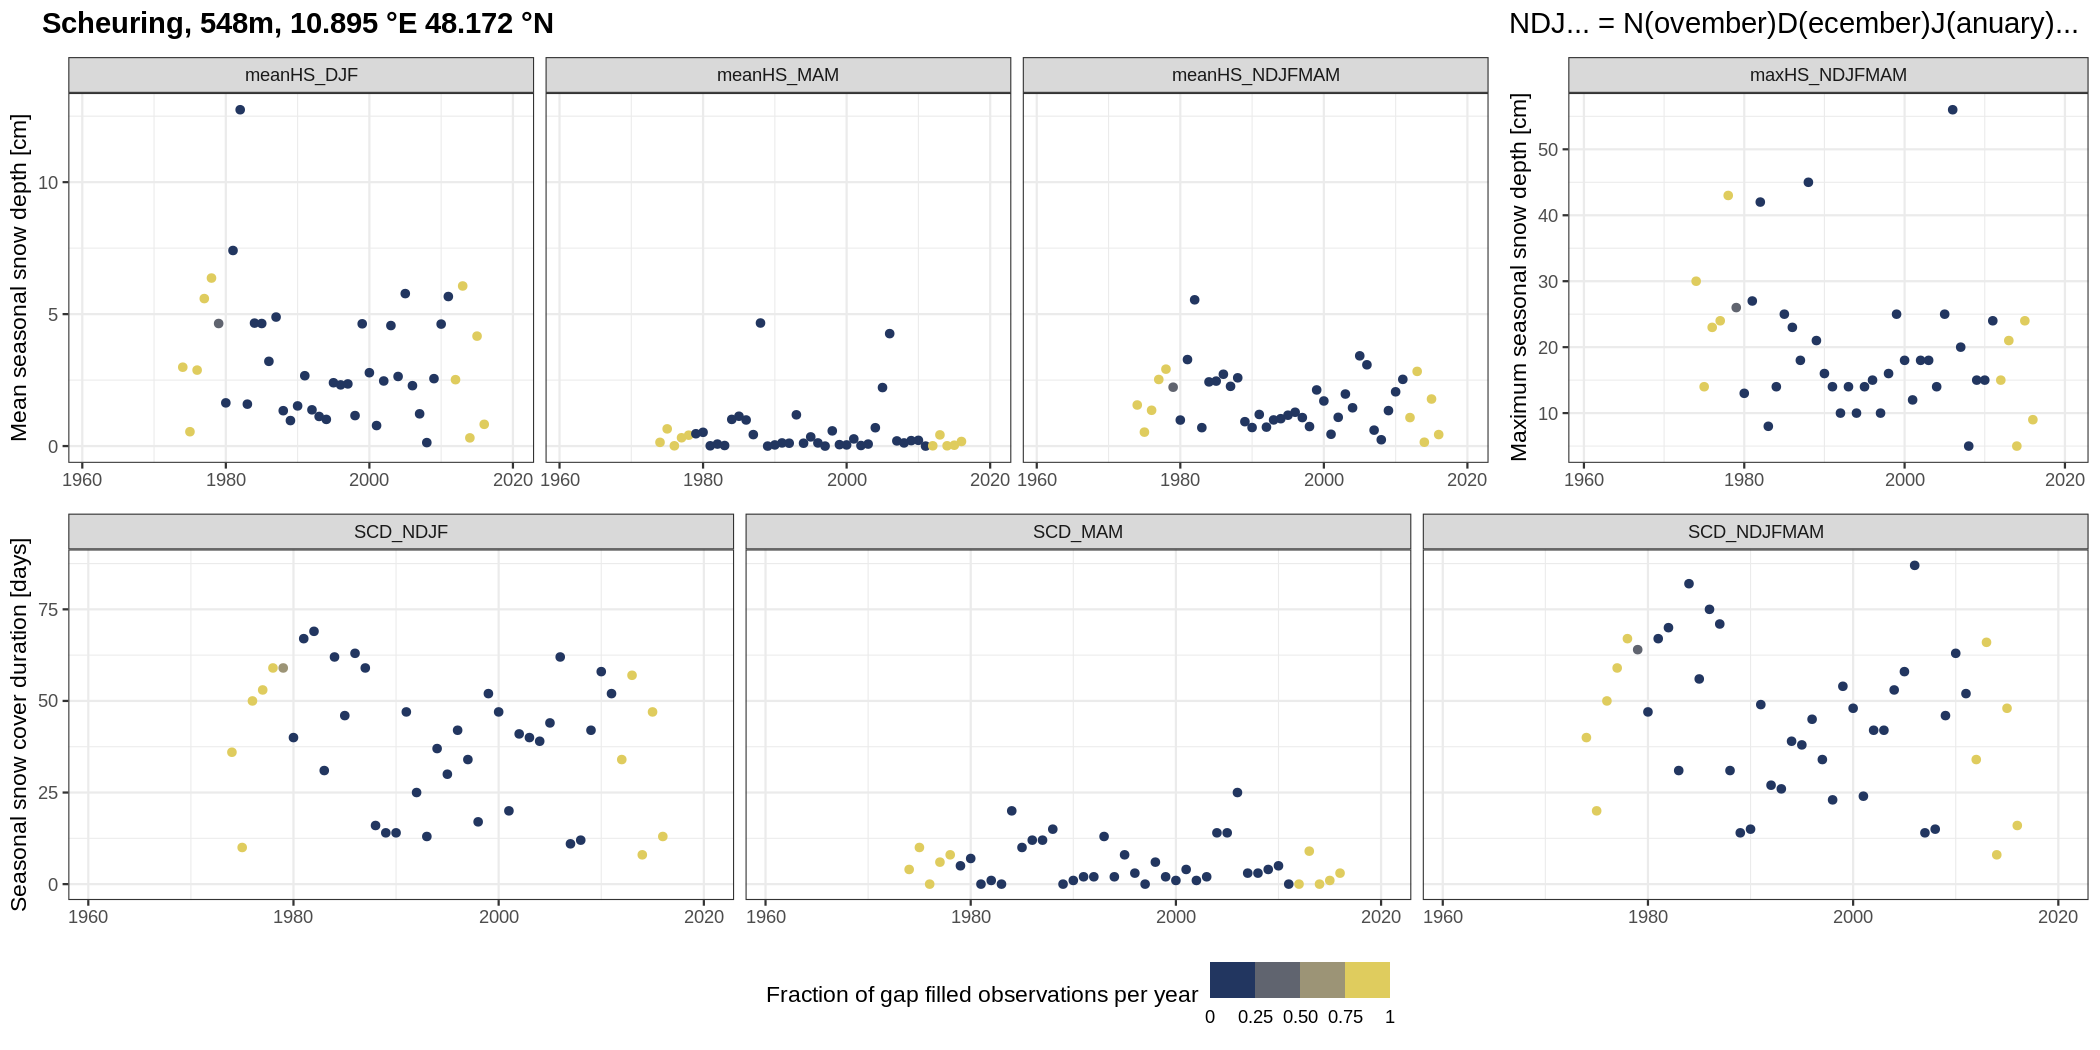 Scheuring, 548m, 10.895 °E 48.172 °N
NDJ... = N(ovember)D(ecember)J(anuary)...
meanHS_DJF
meanHS_MAM
meanHS_NDJFMAM
maxHS_NDJFMAM
Mean seasonal snow depth [cm]
10
5
0
1960 1980 2000 2020
1960 1980 2000 2020
1960 1980 2000 2020
Maximum seasonal snow depth [cm]
50
40
30
20
10
1960 1980 2000 2020
SCD_NDJF
SCD_MAM
SCD_NDJFMAM
Seasonal snow cover duration [days]
75
50
25
0
1960 1980 2000 2020
1960 1980 2000 2020
1960 1980 2000 2020
Fraction of gap filled observations per year
0 0.25 0.50 0.75 1